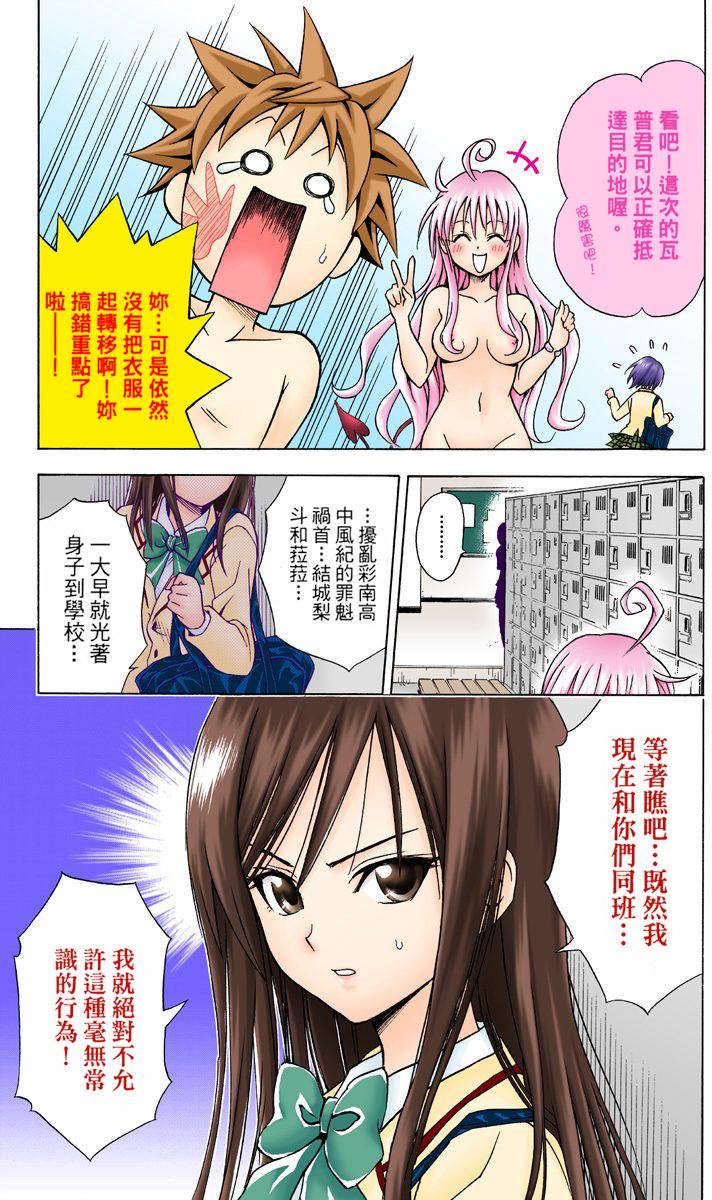 看吧！這次的瓦
普君可以正確抵
達目的地喔。
很厲害吧！
妳…可是依然
沒有把衣服一
起轉移啊！妳
搞錯重點了
啦——！
………
…擾亂彩南高
中風紀的罪魁
禍首…結城梨
斗和菈菈…
一大早就光著
身子到學校…
等著瞧吧…既然我
現在和你們同班…
我就絕對不允
許這種毫無常
識的行為！